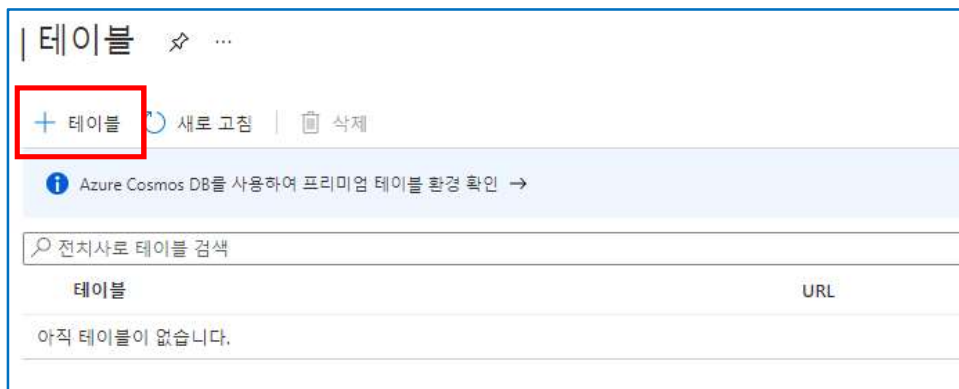 | 테이블 ...
+ 테이블 새로 고침 | 삭제
Azure Cosmos DB를 사용하여 프리미엄 테이블 환경 확인 →
전치사로 테이블 검색
테이블 URL
아직 테이블이 없습니다.